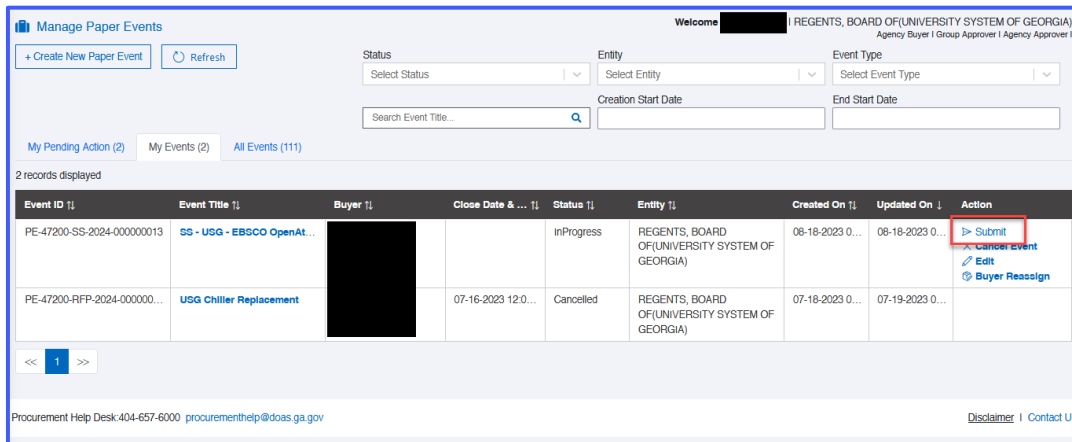 Manage Paper Events
Welcome | REGENTS, BOARD OF(UNIVERSITY SYSTEM OF GEORGIA)
Agency Buyer I Group Approver I Agency Approver I
+ Create New Paper Event
Refresh
Status
Entity
Event Type
Select Status
Select Entity
Select Event Type
Creation Start Date
End Start Date
Search Event Title...
My Pending Action (2)
My Events (2)
All Events (111)
2 records displayed
Event ID Event Title Buyer Close Date & ... Status Entity Created On Updated On Action
PE-47200-SS-2024-000000013 SS - USG - EBSCO OpenAt... InProgress REGENTS, BOARD 08-18-2023 0... 08-18-2023 0... Submit
OF(UNIVERSITY SYSTEM OF Cancel Event
GEORGIA) Edit
Buyer Reassign
PE-47200-RFP-2024-000000... USG Chiller Replacement 07-16-2023 12:0... Cancelled REGENTS, BOARD 07-18-2023 0... 07-19-2023 0...
OF(UNIVERSITY SYSTEM OF
GEORGIA)
<< 1 >>
Procurement Help Desk:404-657-6000 procurementhelp@doas.ga.gov
Disclaimer I Contact U